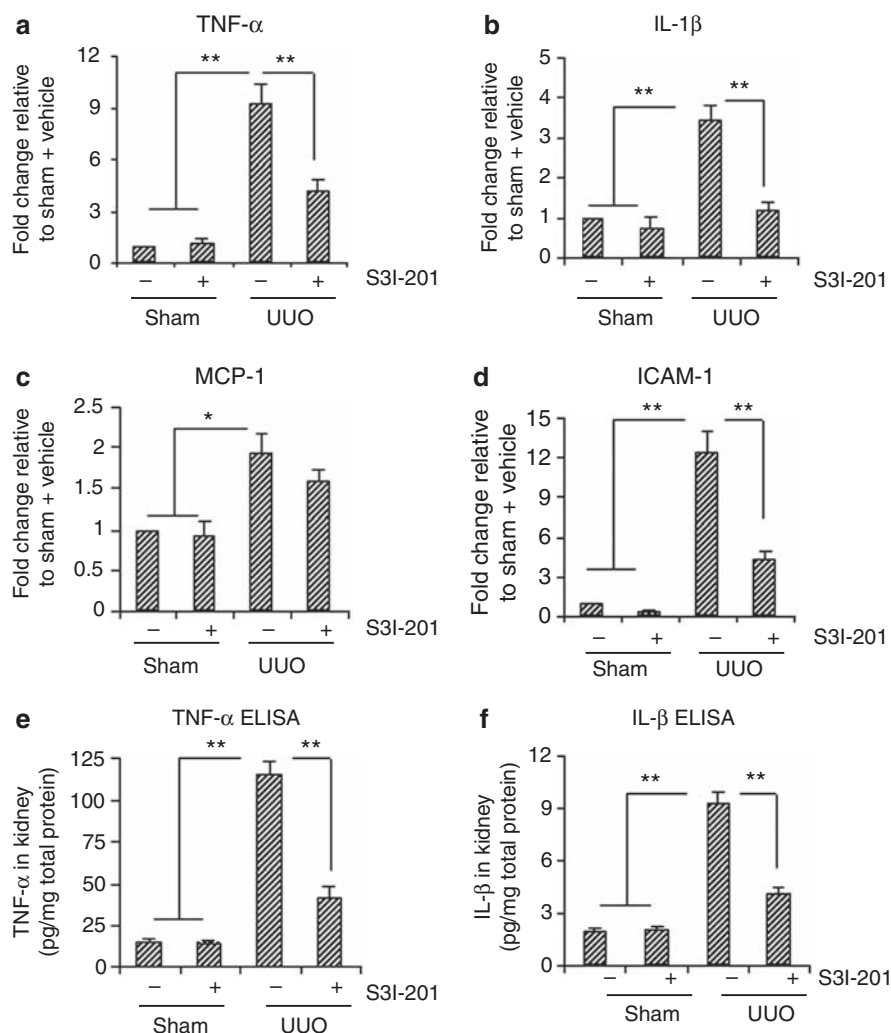 a
TNF-α
Fold change relative
to sham + vehicle
12
9
6
3
0
** **
− + − + S3I-201
Sham UUO
b
IL-1β
Fold change relative
to sham + vehicle
5
4
3
2
1
0
** **
− + − + S3I-201
Sham UUO
c
MCP-1
Fold change relative
to sham + vehicle
2.5
2
1.5
1
0.5
0
*
− + − + S3I-201
Sham UUO
d
ICAM-1
Fold change relative
to sham + vehicle
15
12
9
6
3
0
** **
− + − + S3I-201
Sham UUO
e
TNF-α ELISA
TNF-α in kidney
(pg/mg total protein)
125
100
75
50
25
0
** **
− + − + S3I-201
Sham UUO
f
IL-β ELISA
IL-β in kidney
(pg/mg total protein)
12
9
6
3
0
** **
− + − + S3I-201
Sham UUO